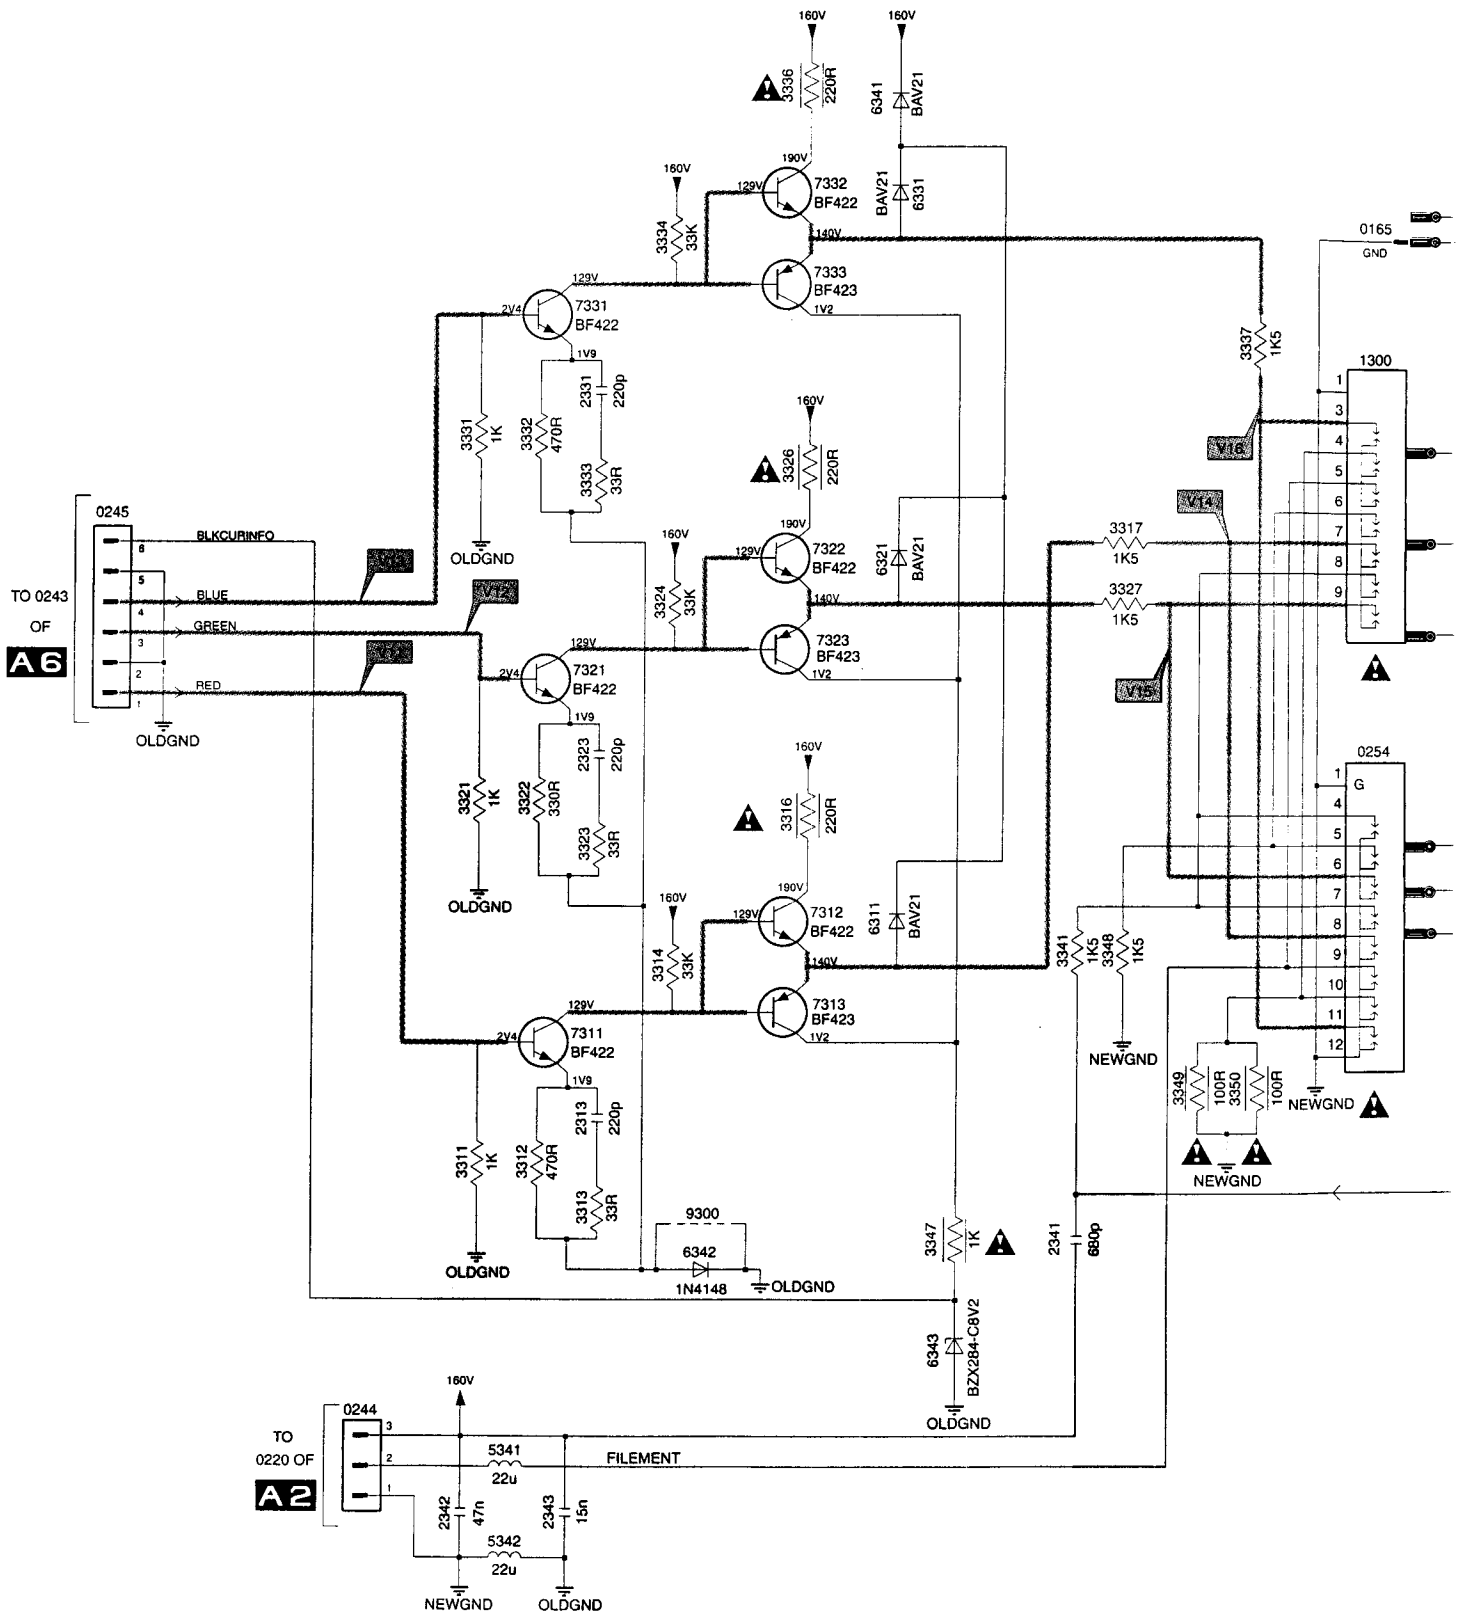 160V
160V
3336
220R
6341
BAV21
190V
160V
129V
7332
BF422
BAV21
6331
3334
33K
140V
0165
GND
129V
7333
BF423
1V2
2V4
7331
BF422
1V9
3337
1K5
1300
2331
220p
3331
1K
3332
470R
3333
33R
160V
3326
220R
1
3
4
5
6
7
8
9
V16
V14
0245
BLKCURINFO
OLDGND
160V
190V
129V
7322
BF422
6321
BAV21
3317
1K5
3324
33K
140V
3327
1K5
TO 0243
OF
A6
6
5
4
3
2
1
BLUE
GREEN
RED
V12
129V
7323
BF423
1V2
2V4
7321
BF422
V15
OLDGND
1V9
2323
220p
3321
1K
3322
330R
3323
33R
160V
3316
220R
0254
1
G
4
5
6
7
8
9
10
11
12
OLDGND
160V
190V
129V
7312
BF422
6311
BAV21
3314
33K
140V
3341
1K5
3348
1K5
129V
7313
BF423
1V2
2V4
7311
BF422
NEWGND
1V9
2313
220p
3311
1K
3312
470R
3313
33R
3349
100R
3350
100R
NEWGND
NEWGND
9300
6342
1N4148
OLDGND
OLDGND
3347
1K
2341
680p
6343
BZX284-C8V2
OLDGND
160V
0244
TO
0220 OF
A2
3
2
1
5341
22u
FILEMENT
2342
47n
2343
15n
5342
22u
NEWGND
OLDGND